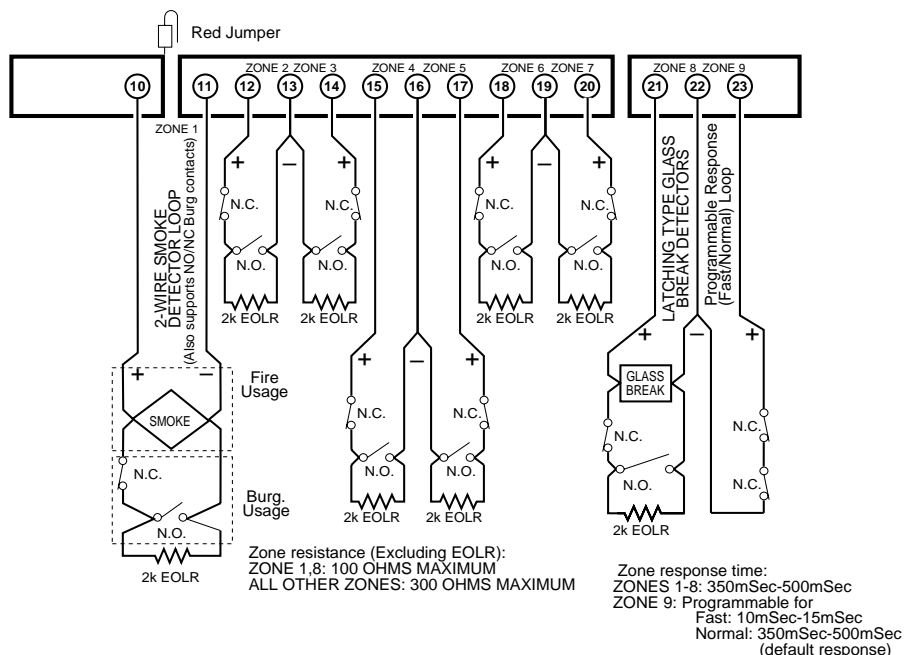 Red Jumper
ZONE 2 ZONE 3
ZONE 4 ZONE 5
ZONE 6 ZONE 7
ZONE 8 ZONE 9
10
11
12
13
14
15
16
17
18
19
20
21
22
23
ZONE 1
2-WIRE SMOKE
DETECTOR LOOP
(Also supports NO/NC Burg contacts)
+
–
+
N.C.
N.C.
N.O.
2k EOLR
2k EOLR
+
–
+
N.C.
N.C.
N.O.
2k EOLR
2k EOLR
+
–
+
N.C.
N.C.
N.O.
2k EOLR
2k EOLR
LATCHING TYPE GLASS
BREAK DETECTORS
Programmable Response
(Fast/Normal) Loop
+
–
+
GLASS
BREAK
N.C.
N.C.
N.O.
N.C.
2k EOLR
+
–
Fire
Usage
SMOKE
N.C.
Burg.
Usage
N.O.
2k EOLR
Zone resistance (Excluding EOLR):
ZONE 1,8: 100 OHMS MAXIMUM
ALL OTHER ZONES: 300 OHMS MAXIMUM
Zone response time:
ZONES 1-8: 350mSec-500mSec
ZONE 9: Programmable for
Fast: 10mSec-15mSec
Normal: 350mSec-500mSec
(default response)